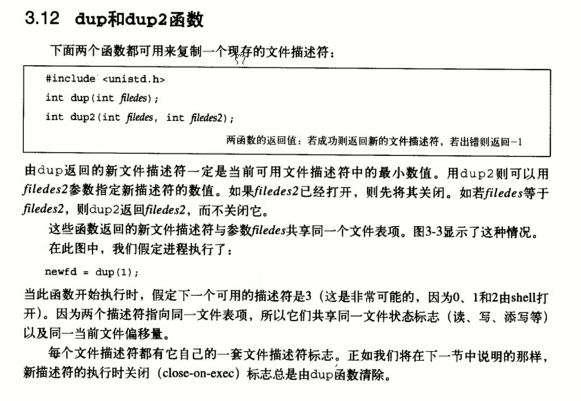 3.12 dup和dup2函数
下面两个函数都可用来复制一个现存的文件描述符：
#include <unistd.h>
int dup(int filedes);
int dup2(int filedes, int filedes2);
两函数的返回值：若成功则返回新的文件描述符，若出错则返回-1
由dup返回的新文件描述符一定是当前可用文件描述符中的最小数值。用dup2则可以用
filedes2参数指定新描述符的数值。如果filedes2已经打开，则先将其关闭。如若filedes等于
filedes2，则dup2返回filedes2，而不关闭它。
这些函数返回的新文件描述符与参数filedes共享同一个文件表项。图3-3显示了这种情况。
在此图中，我们假定进程执行了：
newfd = dup(1);
当此函数开始执行时，假定下一个可用的描述符是3（这是非常可能的，因为0、1和2由shell打
开）。因为两个描述符指向同一文件表项，所以它们共享同一文件状态标志（读、写、添写等）
以及同一当前文件偏移量。
每个文件描述符都有它自己的一套文件描述符标志。正如我们将在下一节中说明的那样，
新描述符的执行时关闭（close-on-exec）标志总是由dup函数清除。